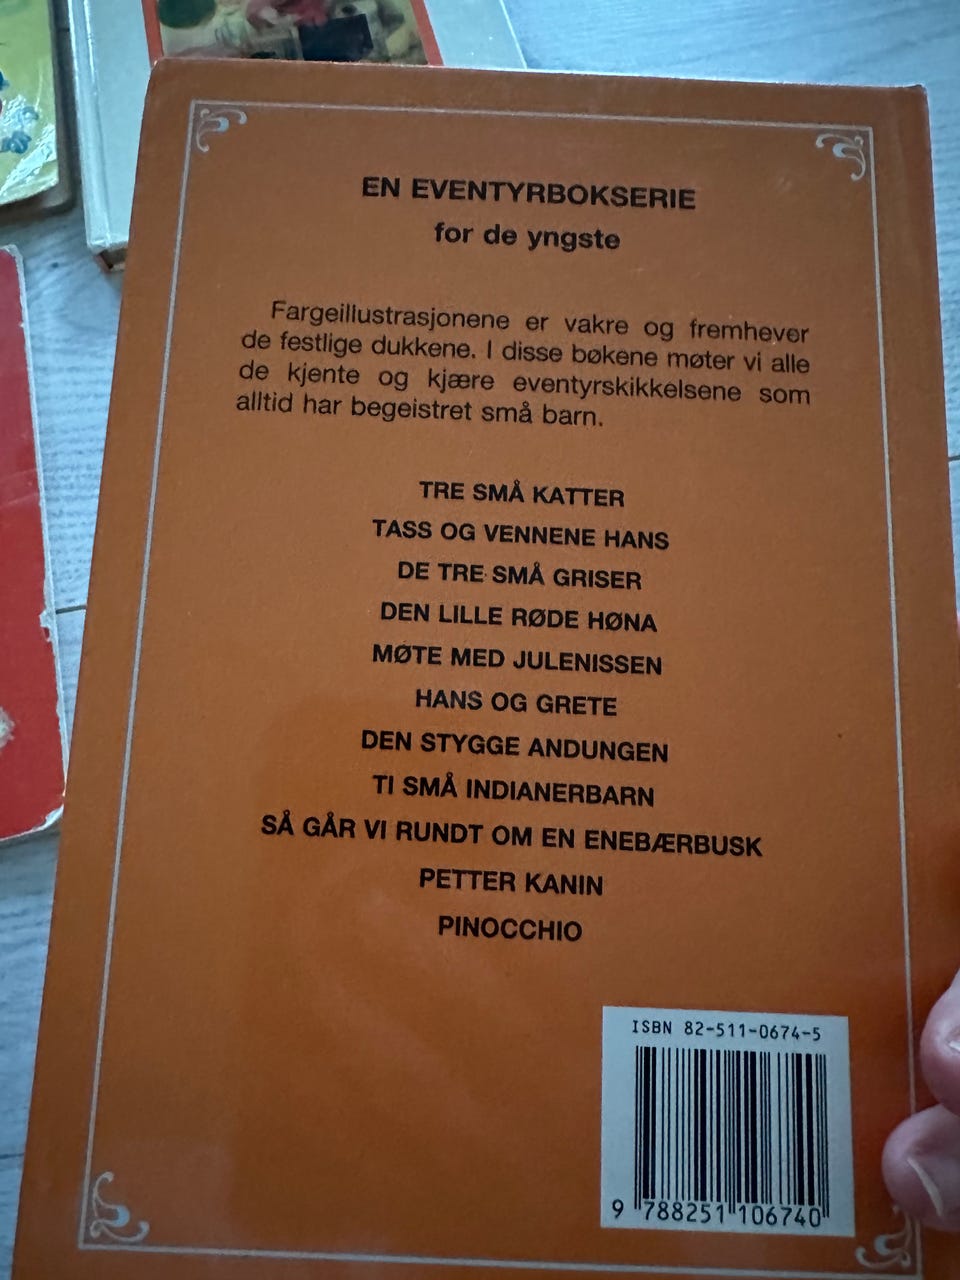 EN EVENTYRBOKSERIE
for de yngste
Fargeillustrasjonene er vakre og fremhever
de festlige dukkene. I disse bøkene møter vi alle
de kjente og kjære eventyrskikkelsene som
alltid har begeistret små barn.
TRE SMÅ KATTER
TASS OG VENNENE HANS
DE TRE SMÅ GRISER
DEN LILLE RØDE HØNA
MØTE MED JULENISSEN
HANS OG GRETE
DEN STYGGE ANDUNGEN
TI SMÅ INDIANERBARN
SÅ GÅR VI RUNDT OM EN ENEBÆRBUSK
PETTER KANIN
PINOCCHIO
ISBN 82-511-0674-5
9 788251 106740